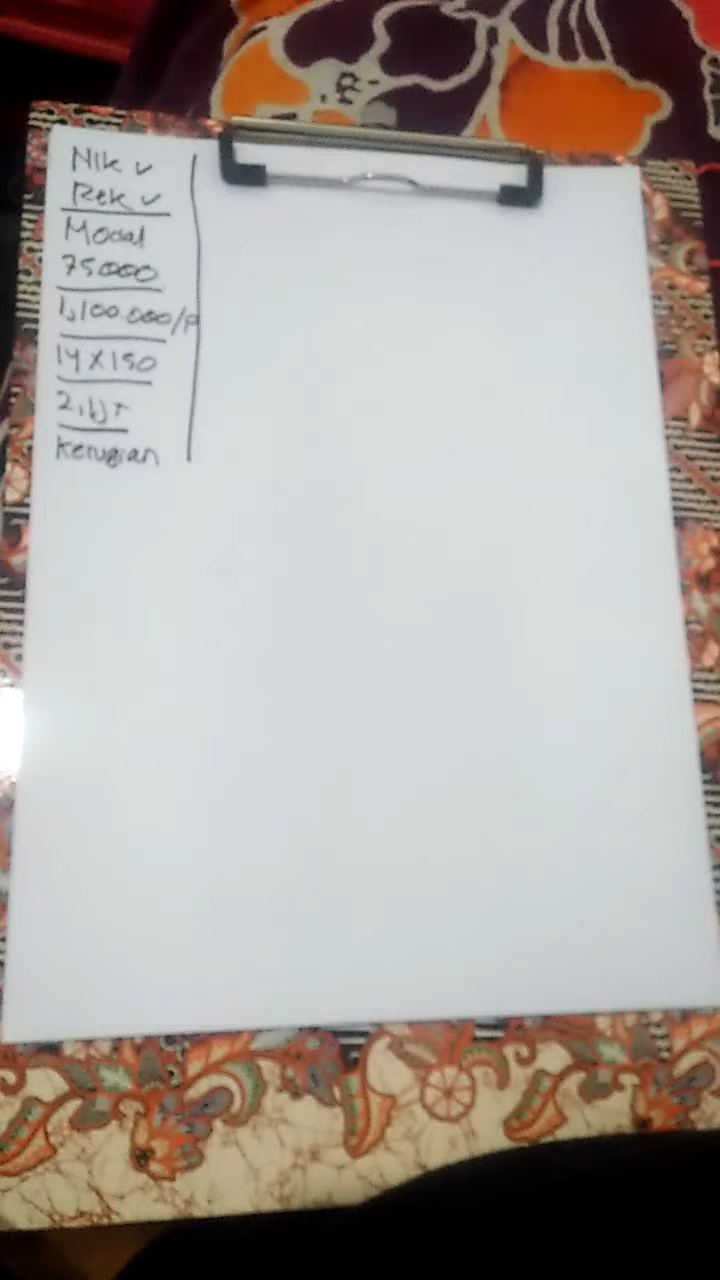 Nik v
Rek v
Modal
75.000
1,100.000/P
14 X 150
2,1jt
Kerugian